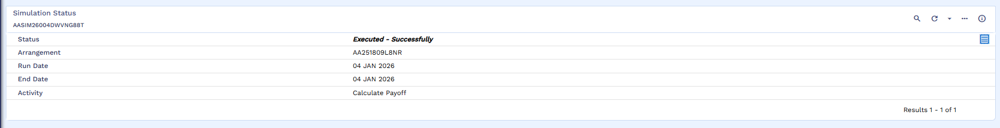 Simulation Status
AASIM26004DWVNG88T
Status Executed - Successfully
Arrangement AA251809L8NR
Run Date 04 JAN 2026
End Date 04 JAN 2026
Activity Calculate Payoff
Results 1 - 1 of 1